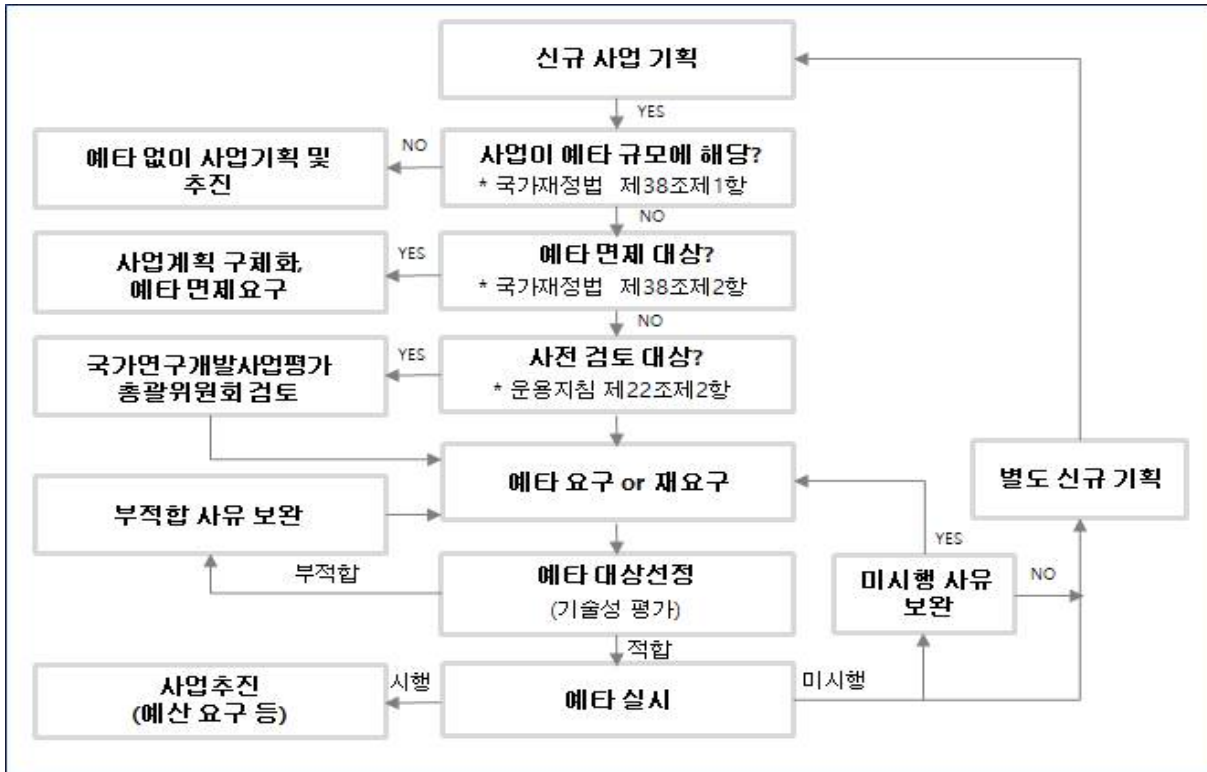 신규 사업 기획
YES
사업이 예타 규모에 해당?
* 국가재정법 제38조제1항
NO
예타 없이 사업기획 및
추진
NO
예타 면제 대상?
* 국가재정법 제38조제2항
YES
사업계획 구체화,
예타 면제요구
NO
사전 검토 대상?
* 운용지침 제22조제2항
YES
국가연구개발사업평가
총괄위원회 검토
예타 요구 or 재요구
별도 신규 기획
부적합 사유 보완
YES
부적합
예타 대상선정
(기술성 평가)
미시행 사유
보완
NO
적합
사업추진
(예산 요구 등)
시행
예타 실시
미시행